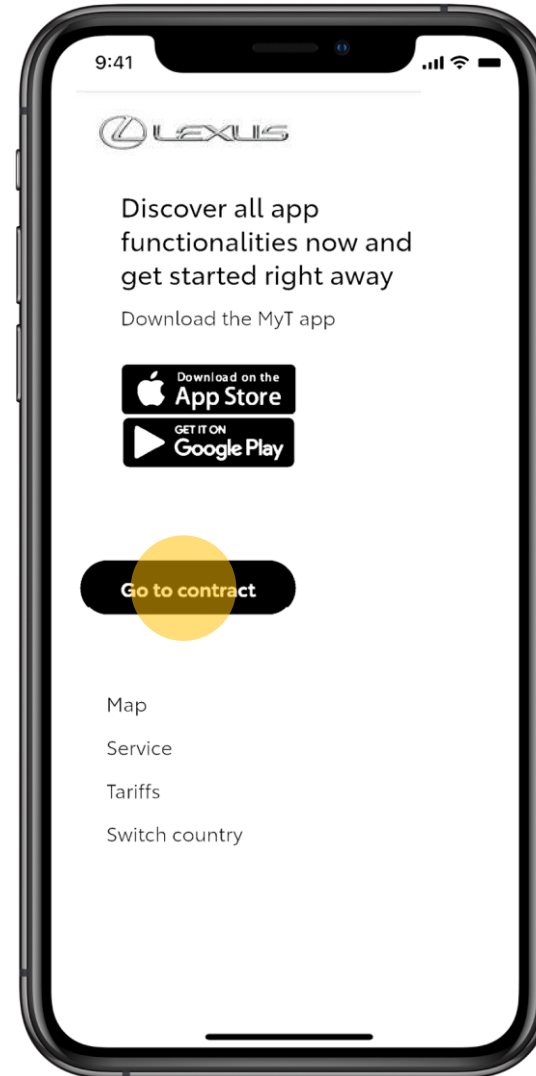 9:41
LEXUS
Discover all app
functionalities now and
get started right away
Download the MyT app
Download on the
App Store
GET IT ON
Google Play
Go to contract
Map
Service
Tariffs
Switch country